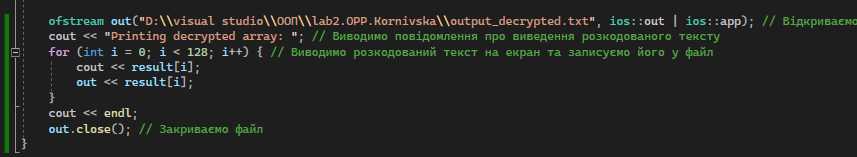 ofstream out("D:\\visual studio\\ООП\\lab2.OPP.Kornivska\\output_decrypted.txt", ios::out | ios::app); // Відкриваємо
cout << "Printing decrypted array: "; // Виводимо повідомлення про виведення розкодованого тексту
for (int i = 0; i < 128; i++) { // Виводимо розкодований текст на екран та записуємо його у файл
cout << result[i];
out << result[i];
}
cout << endl;
out.close(); // Закриваємо файл
}